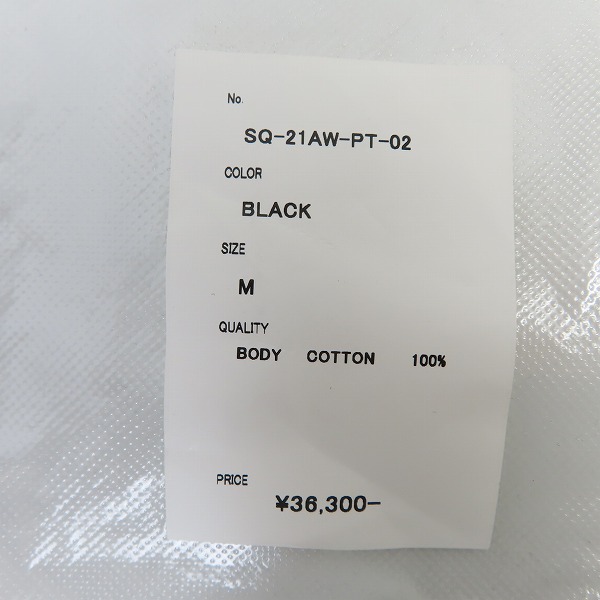 No.
SQ-21AW-PT-02
COLOR
BLACK
SIZE
M
QUALITY
BODY COTTON 100%
PRICE
¥36,300-